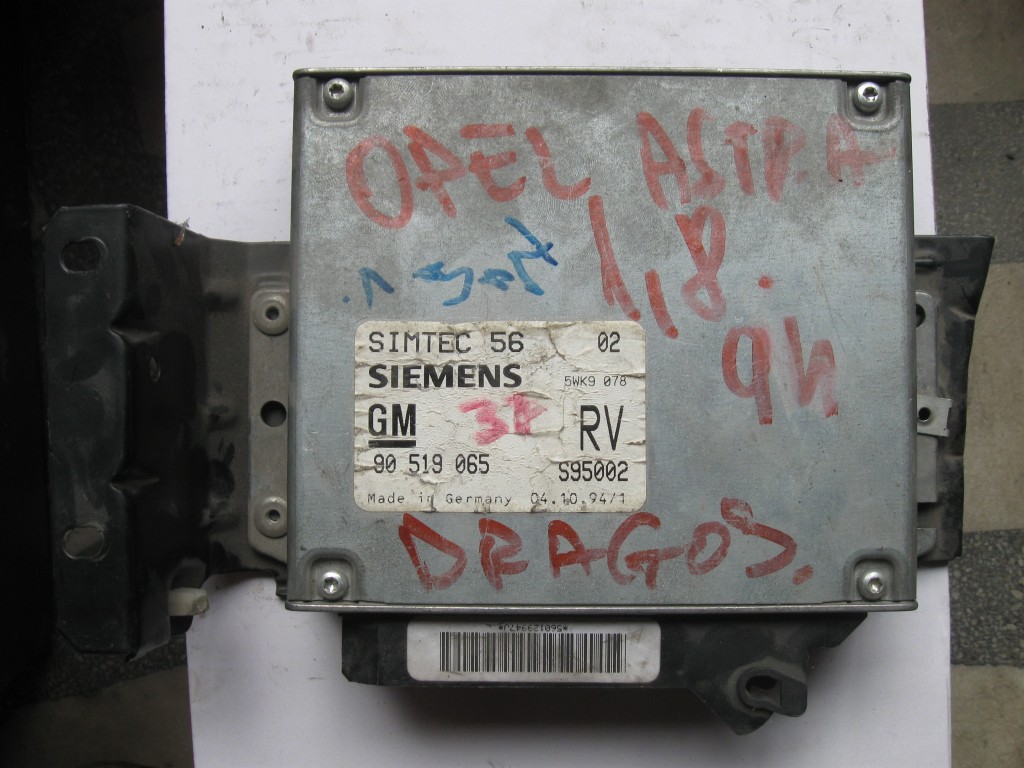 OPEL ASTRA
1,8.
94
SIMTEC 56 02
SIEMENS 5WK9 078
GM RV
90 519 065 S95002
Made in Germany 04.10.94/1
DRAGOS.